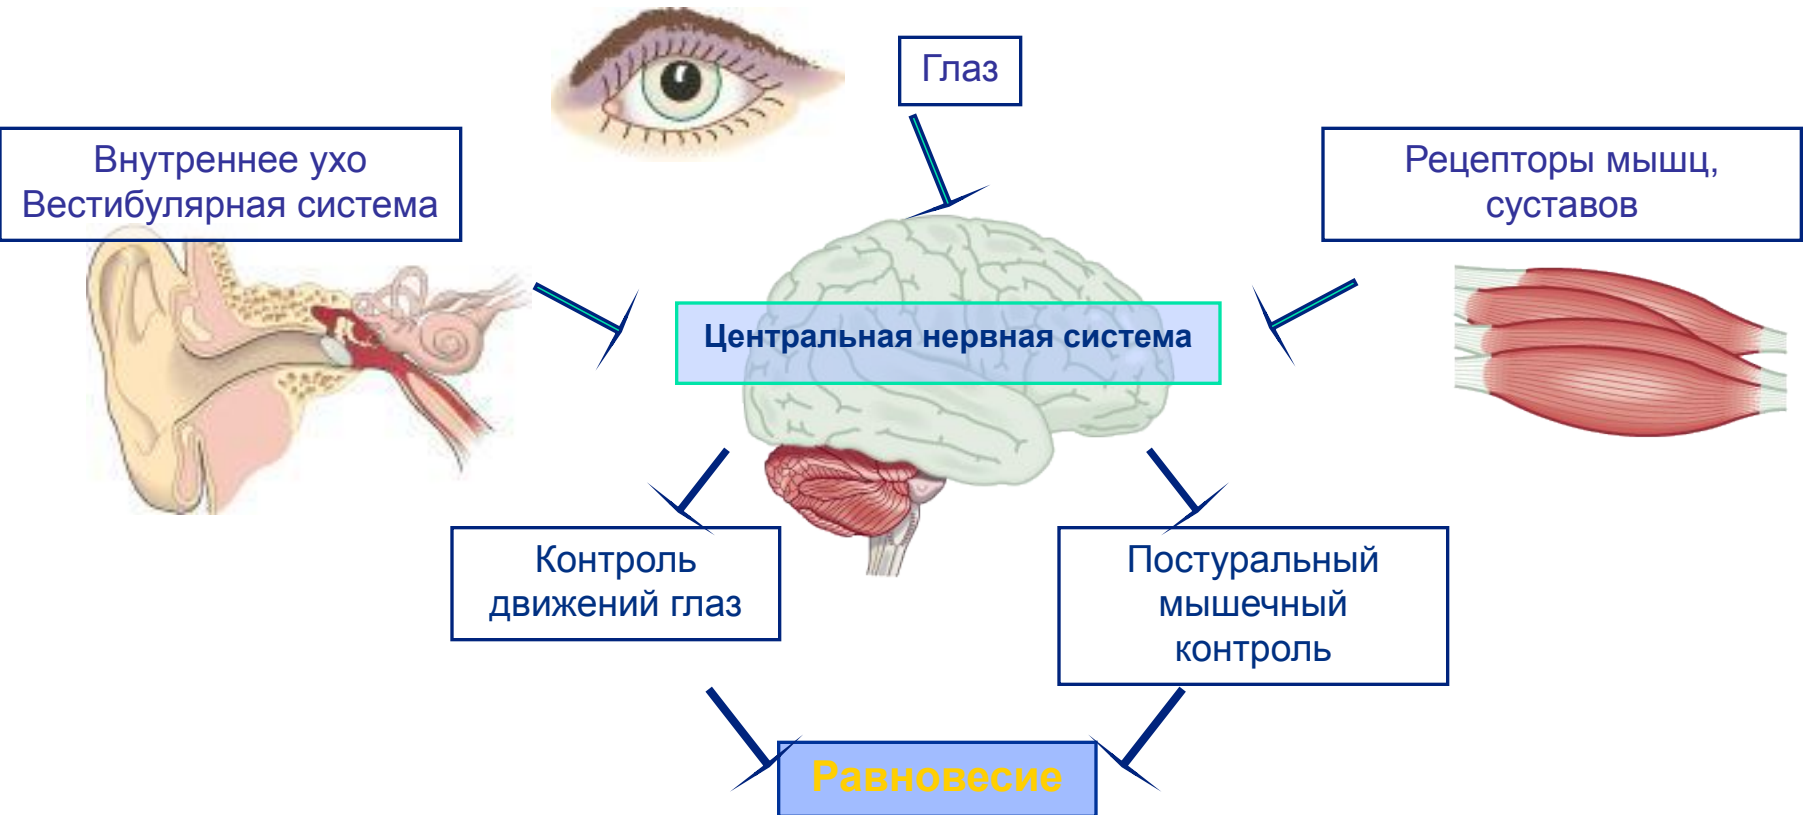 Глаз
Внутреннее ухо
Вестибулярная система
Рецепторы мышц,
суставов
Центральная нервная система
Контроль
движений глаз
Постуральный
мышечный
контроль
Равновесие